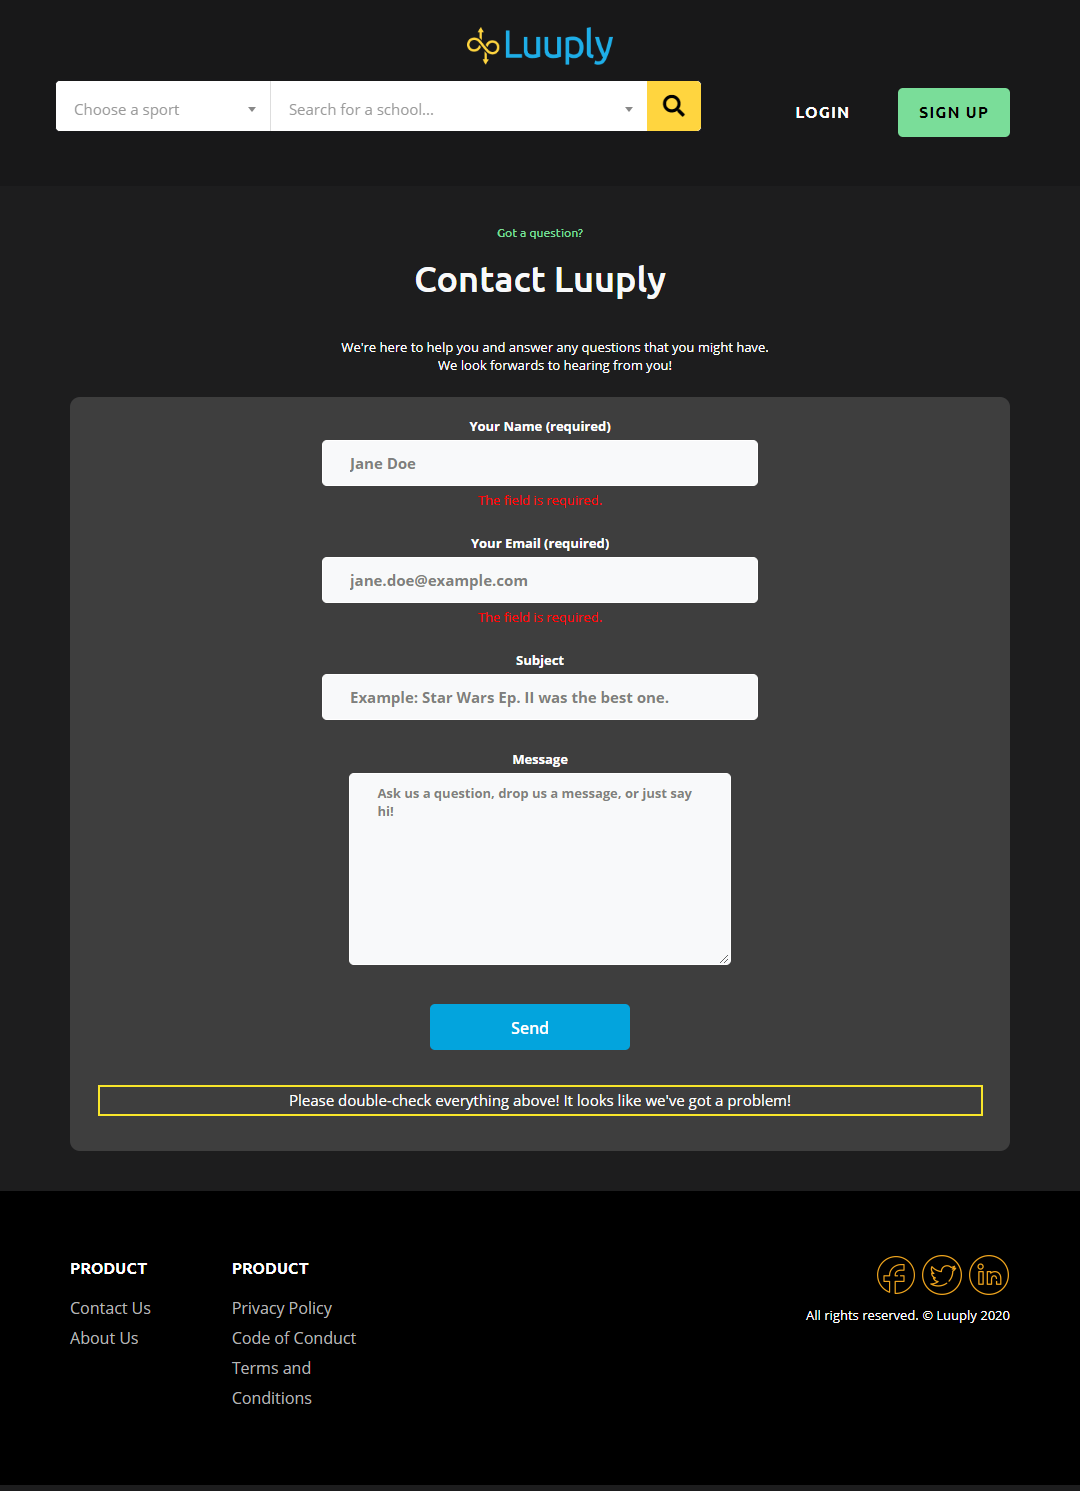 Luuply
Choose a sport
Search for a school...
LOGIN
SIGN UP
Got a question?
Contact Luuply
We're here to help you and answer any questions that you might have.
We look forwards to hearing from you!
Your Name (required)
Jane Doe
The field is required.
Your Email (required)
jane.doe@example.com
The field is required.
Subject
Example: Star Wars Ep. II was the best one.
Message
Ask us a question, drop us a message, or just say
hi!
Send
Please double-check everything above! It looks like we've got a problem!
PRODUCT
Contact Us
About Us
PRODUCT
Privacy Policy
Code of Conduct
Terms and
Conditions
All rights reserved. © Luuply 2020